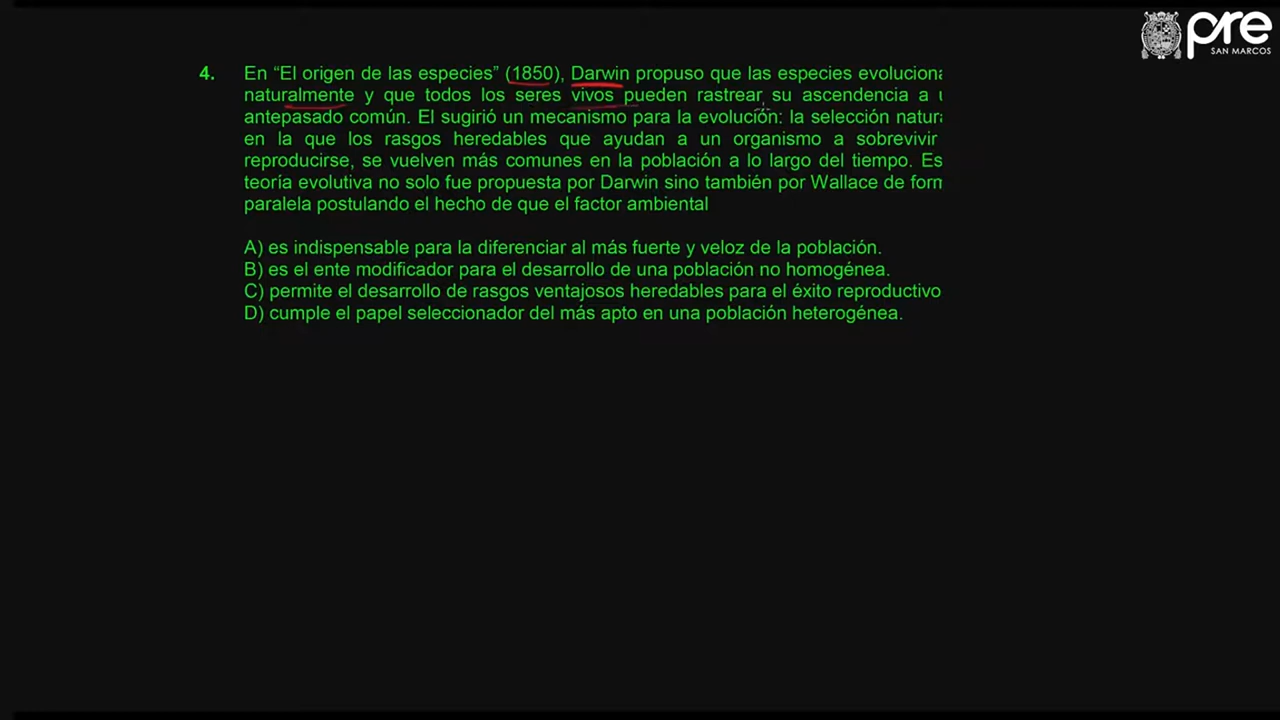 pre
SAN MARCOS
4. En “El origen de las especies” (1850), Darwin propuso que las especies
naturalmente y que todos los seres vivos pueden rastrear, su ascendencia a
antepasado común. El sugirió un mecanismo para la evolución: la selección
en la que los rasgos heredables que ayudan a un organismo a sobrevivir
reproducirse, se vuelven más comunes en la población a lo largo del tiempo.
teoría evolutiva no solo fue propuesta por Darwin sino también por Wallace de
paralela postulando el hecho de que el factor ambiental
A) es indispensable para la diferenciar al más fuerte y veloz de la población.
B) es el ente modificador para el desarrollo de una población no homogénea.
C) permite el desarrollo de rasgos ventajosos heredables para el éxito reproductivo
D) cumple el papel seleccionador del más apto en una población heterogénea.